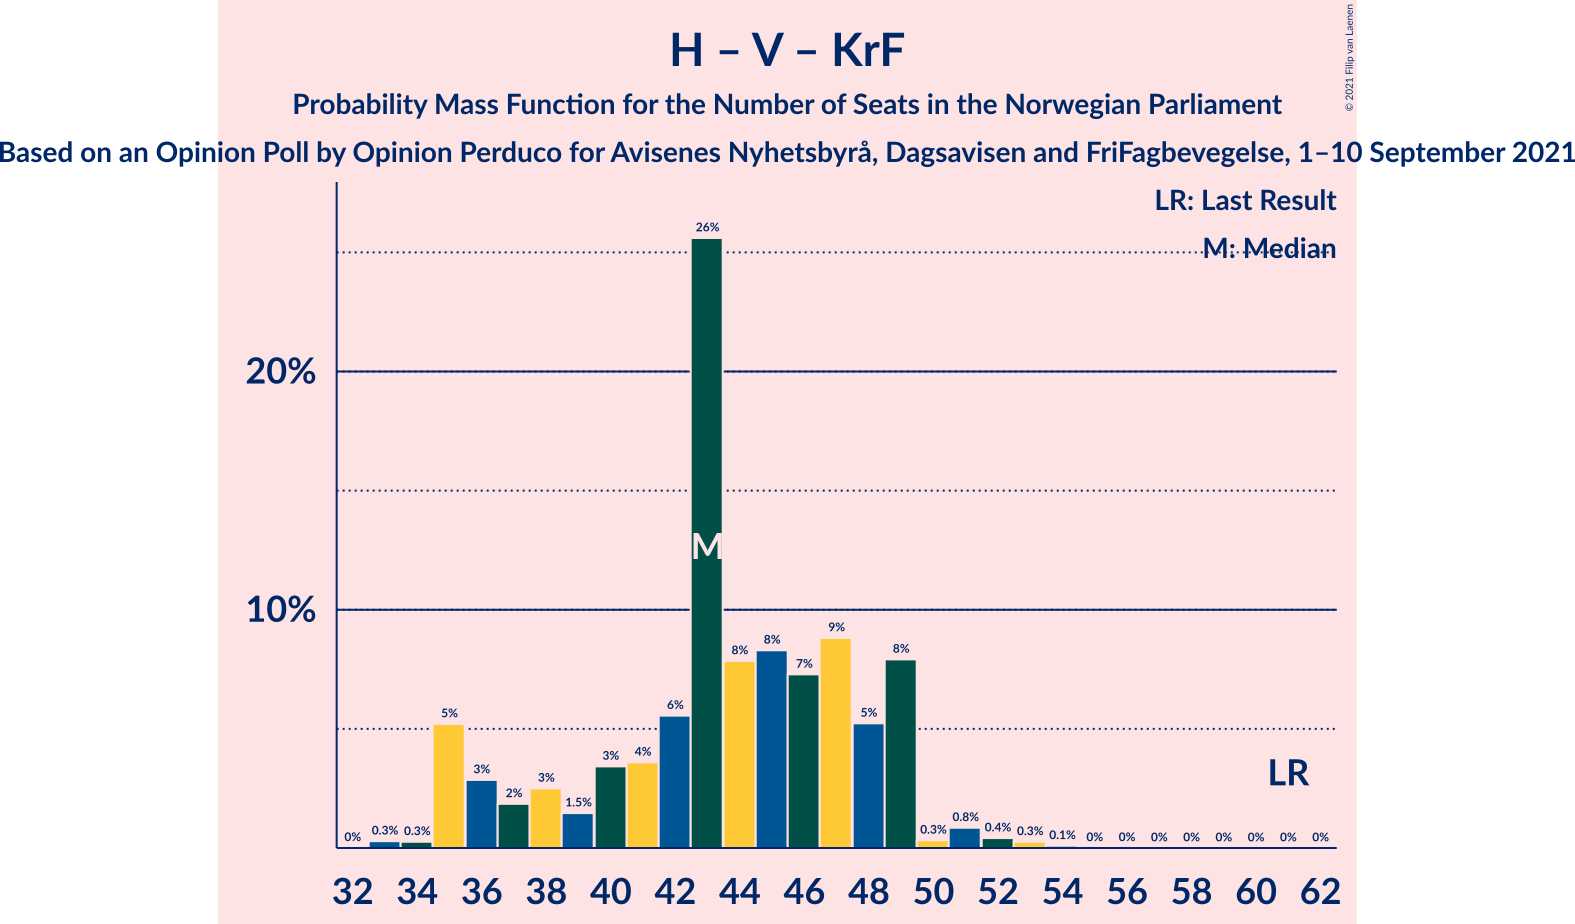 H – V – KrF
Probability Mass Function for the Number of Seats in the Norwegian Parliament
Based on an Opinion Poll by Opinion Perduco for Avisenes Nyhetsbyrå, Dagsavisen and FriFagbevegelse, 1–10 September 2021
© 2021 Filip van Laenen
LR: Last Result
M: Median
20%
10%
0% 0.3% 0.3% 5% 3% 2% 3% 1.5% 3% 4% 6% 26% 8% 8% 7% 9% 5% 8% 0.3% 0.8% 0.4% 0.3% 0.1% 0% 0% 0% 0% 0% 0% 0% 0%
M
LR
32 34 36 38 40 42 44 46 48 50 52 54 56 58 60 62